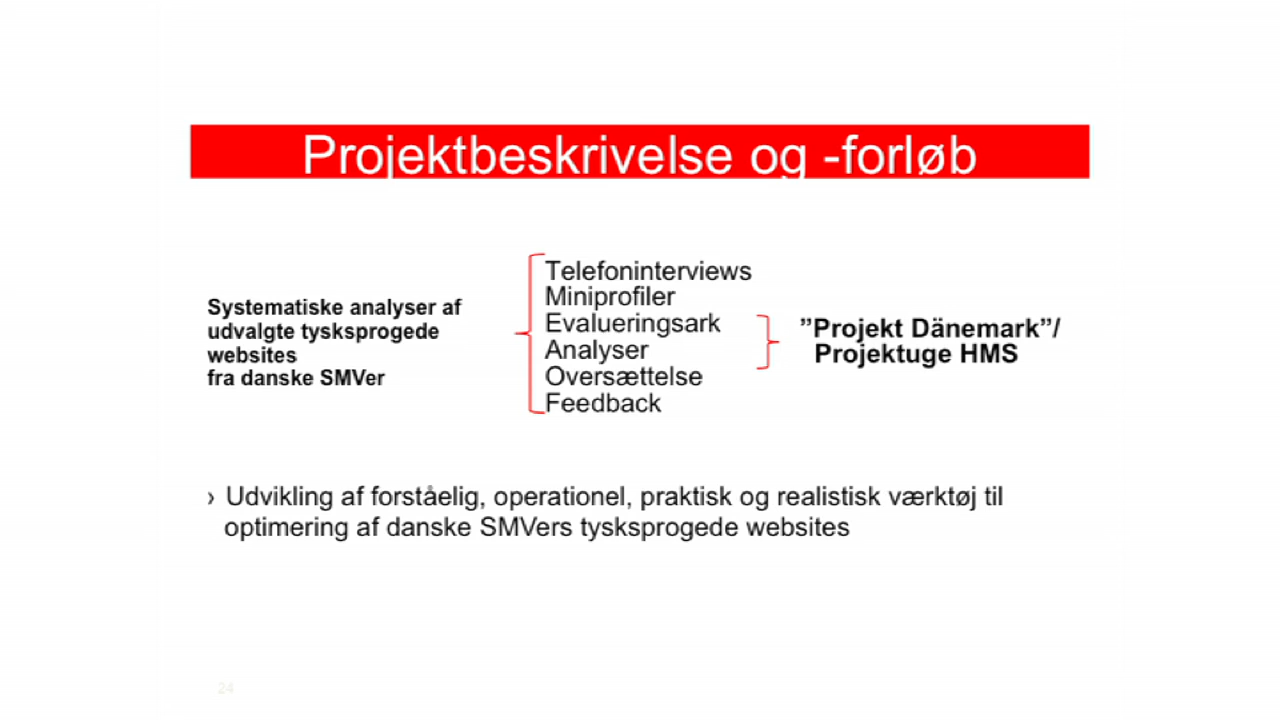 Projektbeskrivelse og -forløb
Systematiske analyser af
udvalgte tysksprogede
websites
fra danske SMVer
Telefoninterviews
Miniprofiler
Evalueringsark
Analyser
Oversættelse
Feedback
”Projekt Dänemark”/
Projektuge HMS
› Udvikling af forståelig, operationel, praktisk og realistisk værktøj til
optimering af danske SMVers tysksprogede websites
24